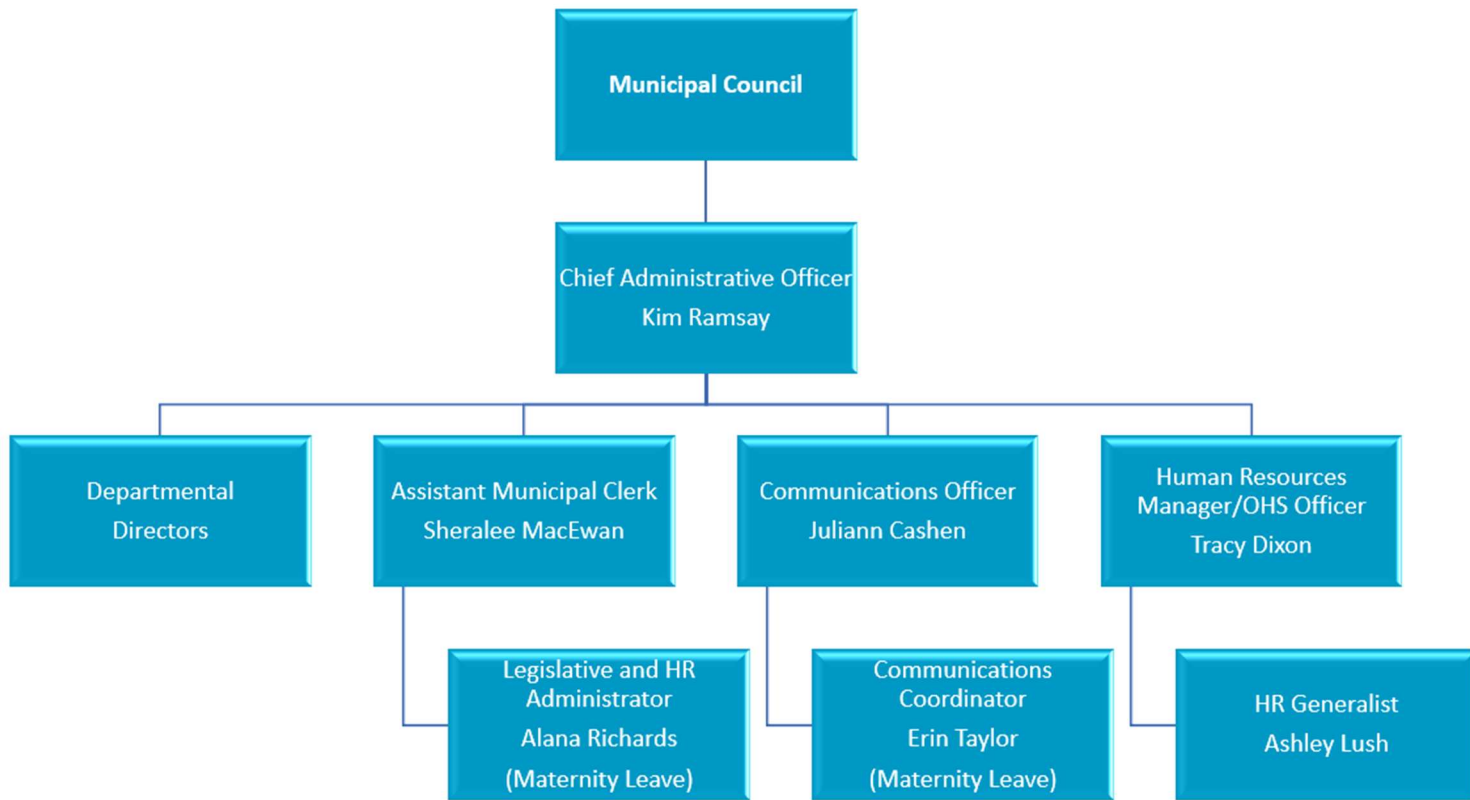 Municipal Council
Chief Administrative Officer
Kim Ramsay
Departmental
Directors
Assistant Municipal Clerk
Sheralee MacEwan
Communications Officer
Juliann Cashen
Human Resources
Manager/OHS Officer
Tracy Dixon
Legislative and HR
Administrator
Alana Richards
(Maternity Leave)
Communications
Coordinator
Erin Taylor
(Maternity Leave)
HR Generalist
Ashley Lush